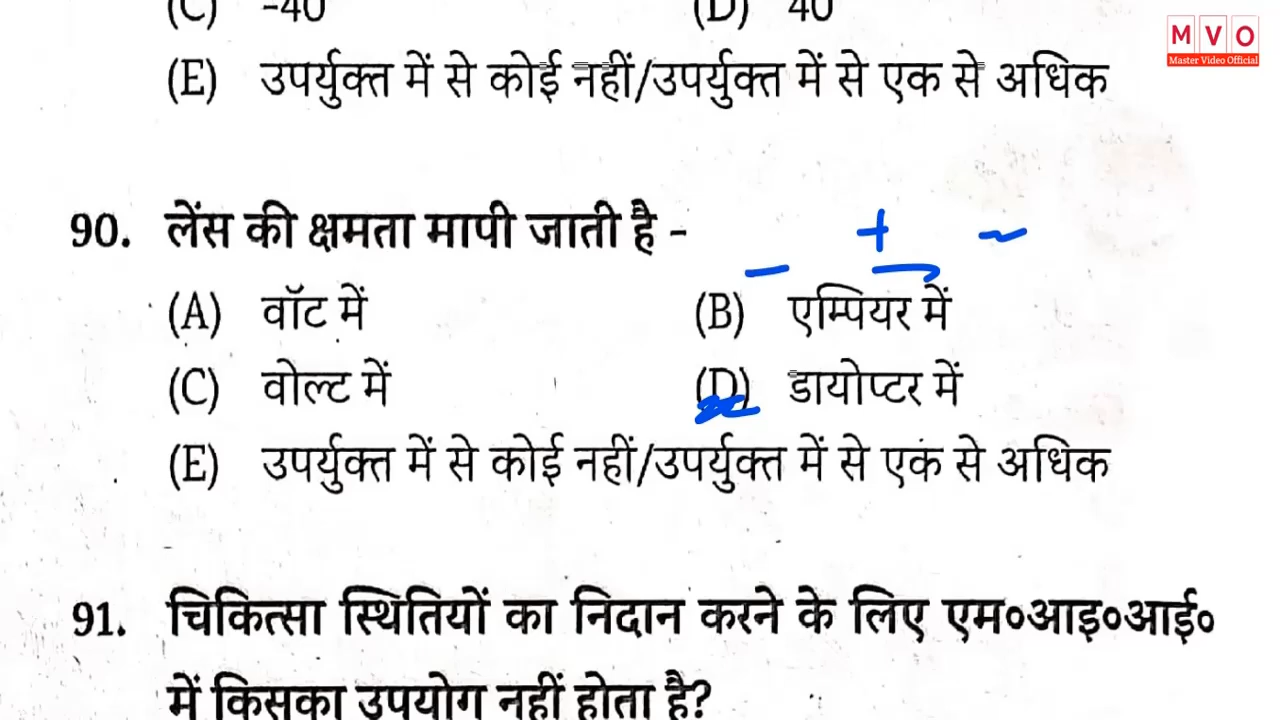 (C) -40 (D) 40
M V O
Master Video Official
(E) उपर्युक्त में से कोई नहीं/उपर्युक्त में से एक से अधिक
90. लेंस की क्षमता मापी जाती है -
(A) वॉट में (B) एम्पियर में
(C) वोल्ट में (D) डायोप्टर में
(E) उपर्युक्त में से कोई नहीं/उपर्युक्त में से एक से अधिक
91. चिकित्सा स्थितियों का निदान करने के लिए एम०आइ०आई०
में किसका उपयोग नहीं होता है?